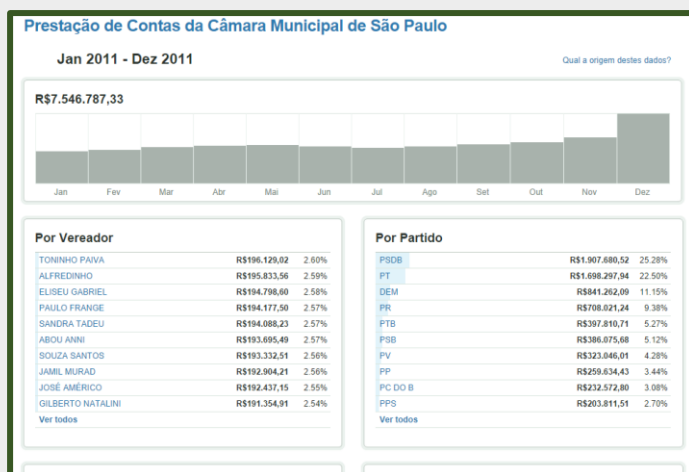 Prestação de Contas da Câmara Municipal de São Paulo
Jan 2011 - Dez 2011
Qual a origem destes dados?
R$7.546.787,33
Jan Fev Mar Abr Mai Jun Jul Ago Set Out Nov Dez
Por Vereador
TONINHO PAIVA R$196.129,02 2.60%
ALFREDINHO R$195.833,56 2.59%
ELISEU GABRIEL R$194.798,60 2.58%
PAULO FRANGE R$194.177,50 2.57%
SANDRA TADEU R$194.088,23 2.57%
ABOU ANNI R$193.695,49 2.57%
SOUZA SANTOS R$193.332,51 2.56%
JAMIL MURAD R$192.904,21 2.56%
JOSÉ AMÉRICO R$192.437,15 2.55%
GILBERTO NATALINI R$191.354,91 2.54%
Ver todos
Por Partido
PSDB R$1.907.680,52 25.28%
PT R$1.698.297,94 22.50%
DEM R$841.262,09 11.15%
PR R$708.021,24 9.38%
PTB R$397.810,71 5.27%
PSB R$386.075,68 5.12%
PV R$323.046,01 4.28%
PP R$259.634,43 3.44%
PC DO B R$232.572,80 3.08%
PPS R$203.811,51 2.70%
Ver todos